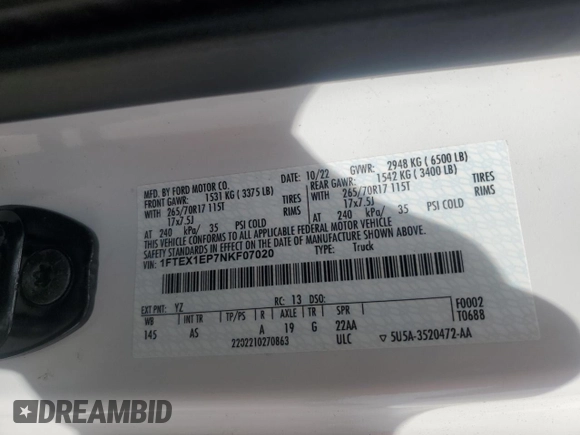 MFD. BY FORD MOTOR CO.
DATE: 10/22 GVWR: 2948 KG ( 6500 LB)
FRONT GAWR: 1531 KG ( 3375 LB) REAR GAWR: 1542 KG ( 3400 LB)
WITH 265/70R17 115T TIRES WITH 265/70R17 115T TIRES
17x7.5J RIMS 17x7.5J RIMS
AT 240 kPa/ 35 PSI COLD AT 240 kPa/ 35 PSI COLD
THIS VEHICLE CONFORMS TO ALL APPLICABLE FEDERAL MOTOR VEHICLE
SAFETY STANDARDS IN EFFECT ON THE DATE OF MANUFACTURE SHOWN ABOVE.
VIN: 1FTEX1EP7NKF07020 TYPE: Truck
EXT PNT: YZ RC: 13 DSO:
WB INT TR TP/PS R AXLE TR SPR F0002
145 AS A 19 G 22AA T0688
2202210270863 ULC ▽ 5U5A-3520472-AA
DREAMBID